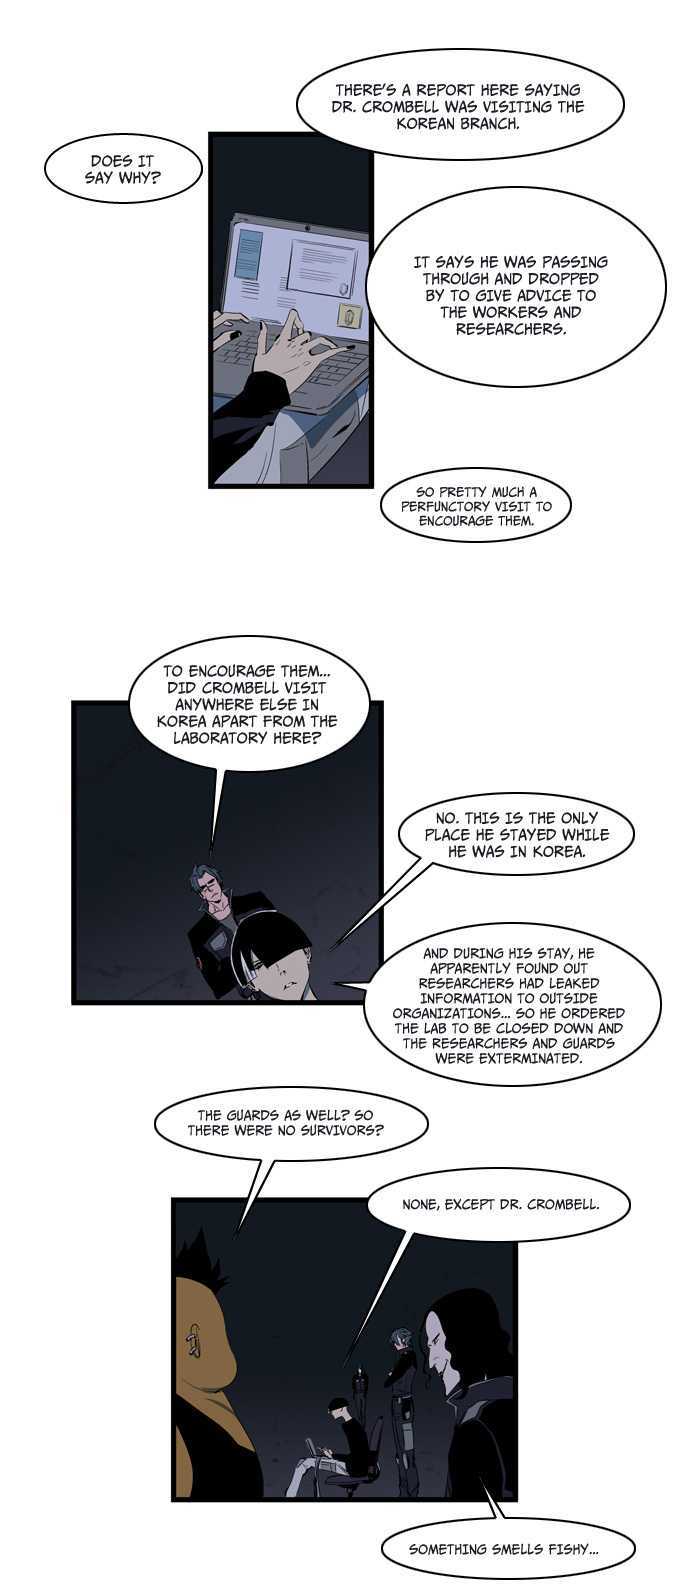 THERE'S A REPORT HERE SAYING
DR. CROMBELL WAS VISITING THE
KOREAN BRANCH.
DOES IT
SAY WHY?
IT SAYS HE WAS PASSING
THROUGH AND DROPPED
BY TO GIVE ADVICE TO
THE WORKERS AND
RESEARCHERS.
SO PRETTY MUCH A
PERFUNCTORY VISIT TO
ENCOURAGE THEM.
TO ENCOURAGE THEM...
DID CROMBELL VISIT
ANYWHERE ELSE IN
KOREA APART FROM THE
LABORATORY HERE?
NO. THIS IS THE ONLY
PLACE HE STAYED WHILE
HE WAS IN KOREA.
AND DURING HIS STAY, HE
APPARENTLY FOUND OUT
RESEARCHERS HAD LEAKED
INFORMATION TO OUTSIDE
ORGANIZATIONS... SO HE ORDERED
THE LAB TO BE CLOSED DOWN AND
THE RESEARCHERS AND GUARDS
WERE EXTERMINATED.
THE GUARDS AS WELL? SO
THERE WERE NO SURVIVORS?
NONE, EXCEPT DR. CROMBELL.
SOMETHING SMELLS FISHY...